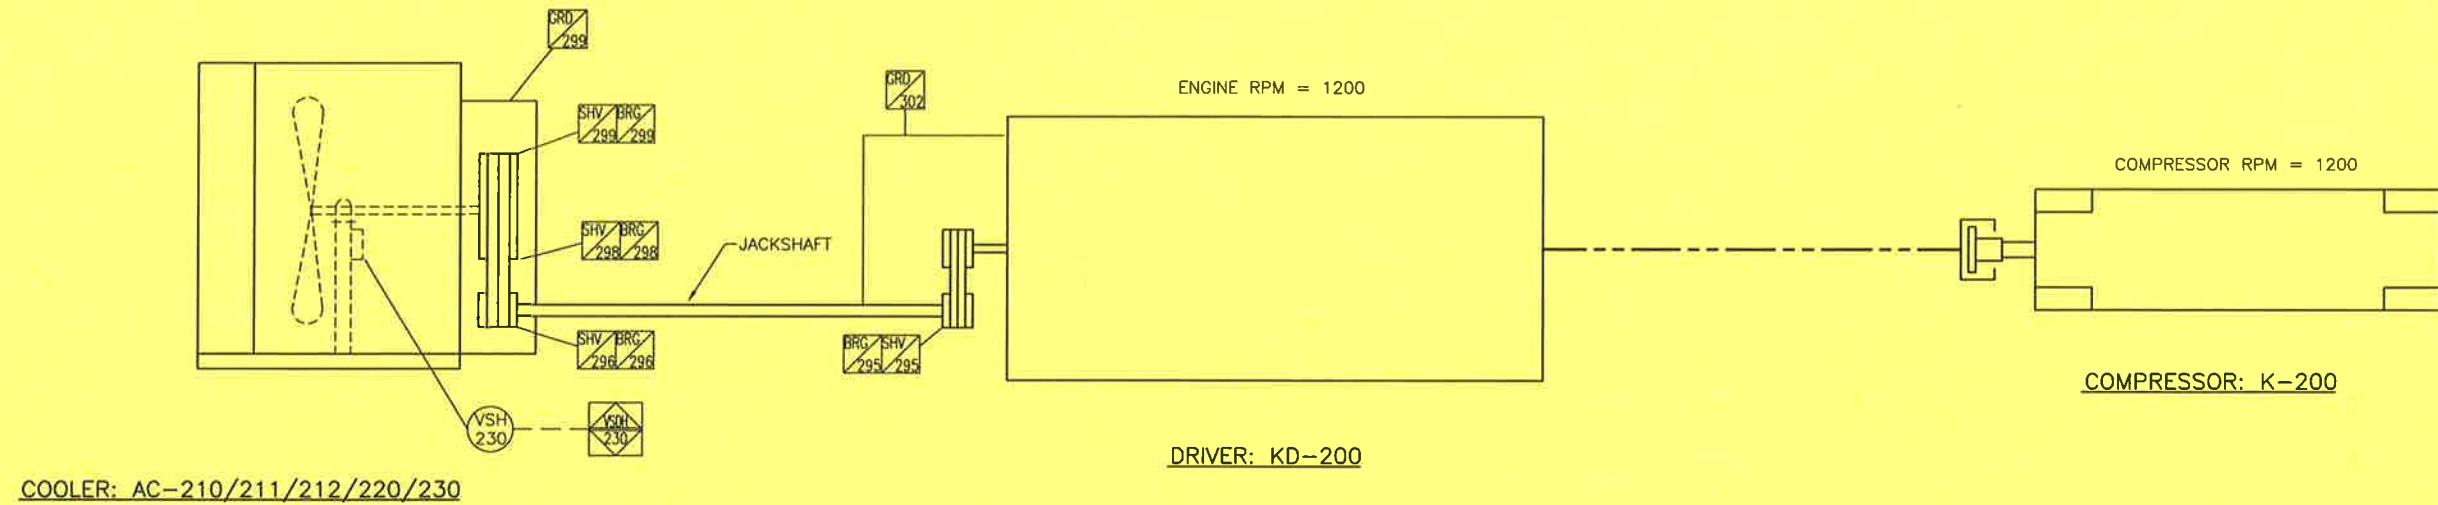 GRD
299
GRD
302
ENGINE RPM = 1200
SHV BRG
299 299
COMPRESSOR RPM = 1200
SHV BRG
298 298
JACKSHAFT
SHV BRG
296 296
BRG SHV
295 295
COMPRESSOR: K-200
VSH
230
VSDH
230
DRIVER: KD-200
COOLER: AC-210/211/212/220/230